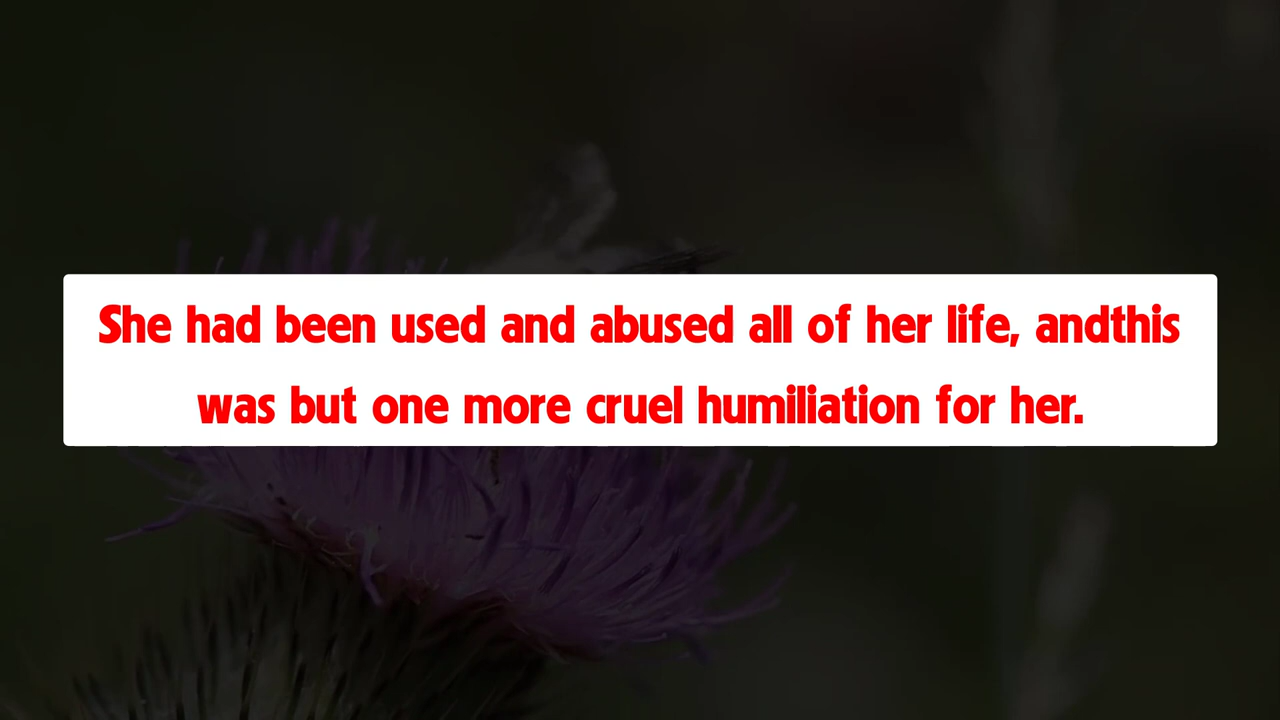 She had been used and abused all of her life, andthis
was but one more cruel humiliation for her.